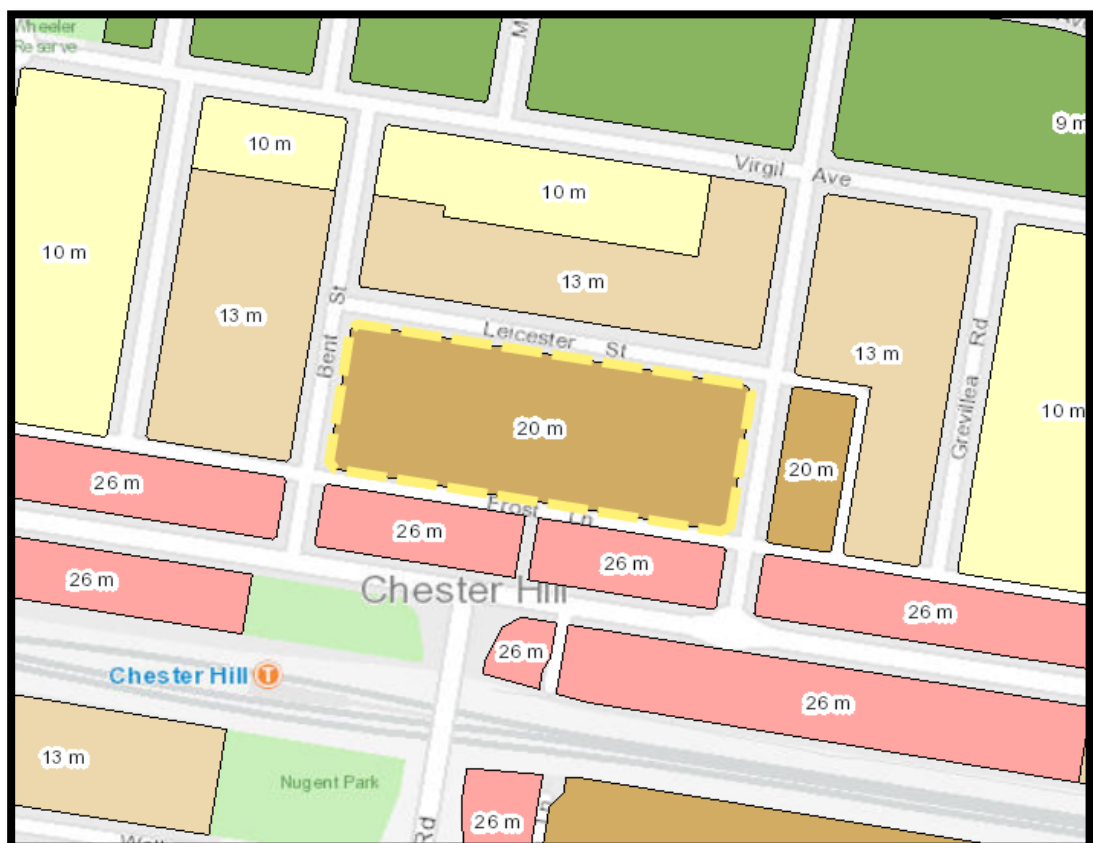 Wheeler
Reserve
M
9 m
10 m
Virgil Ave
10 m
10 m
13 m
13 m
Bent St
Leicester St
13 m
Grevillea Rd
10 m
20 m
20 m
26 m
Frost Ln
26 m
26 m
26 m
26 m
Chester Hill
26 m
Chester Hill T
26 m
13 m
Nugent Park
26 m
Ln
Rd